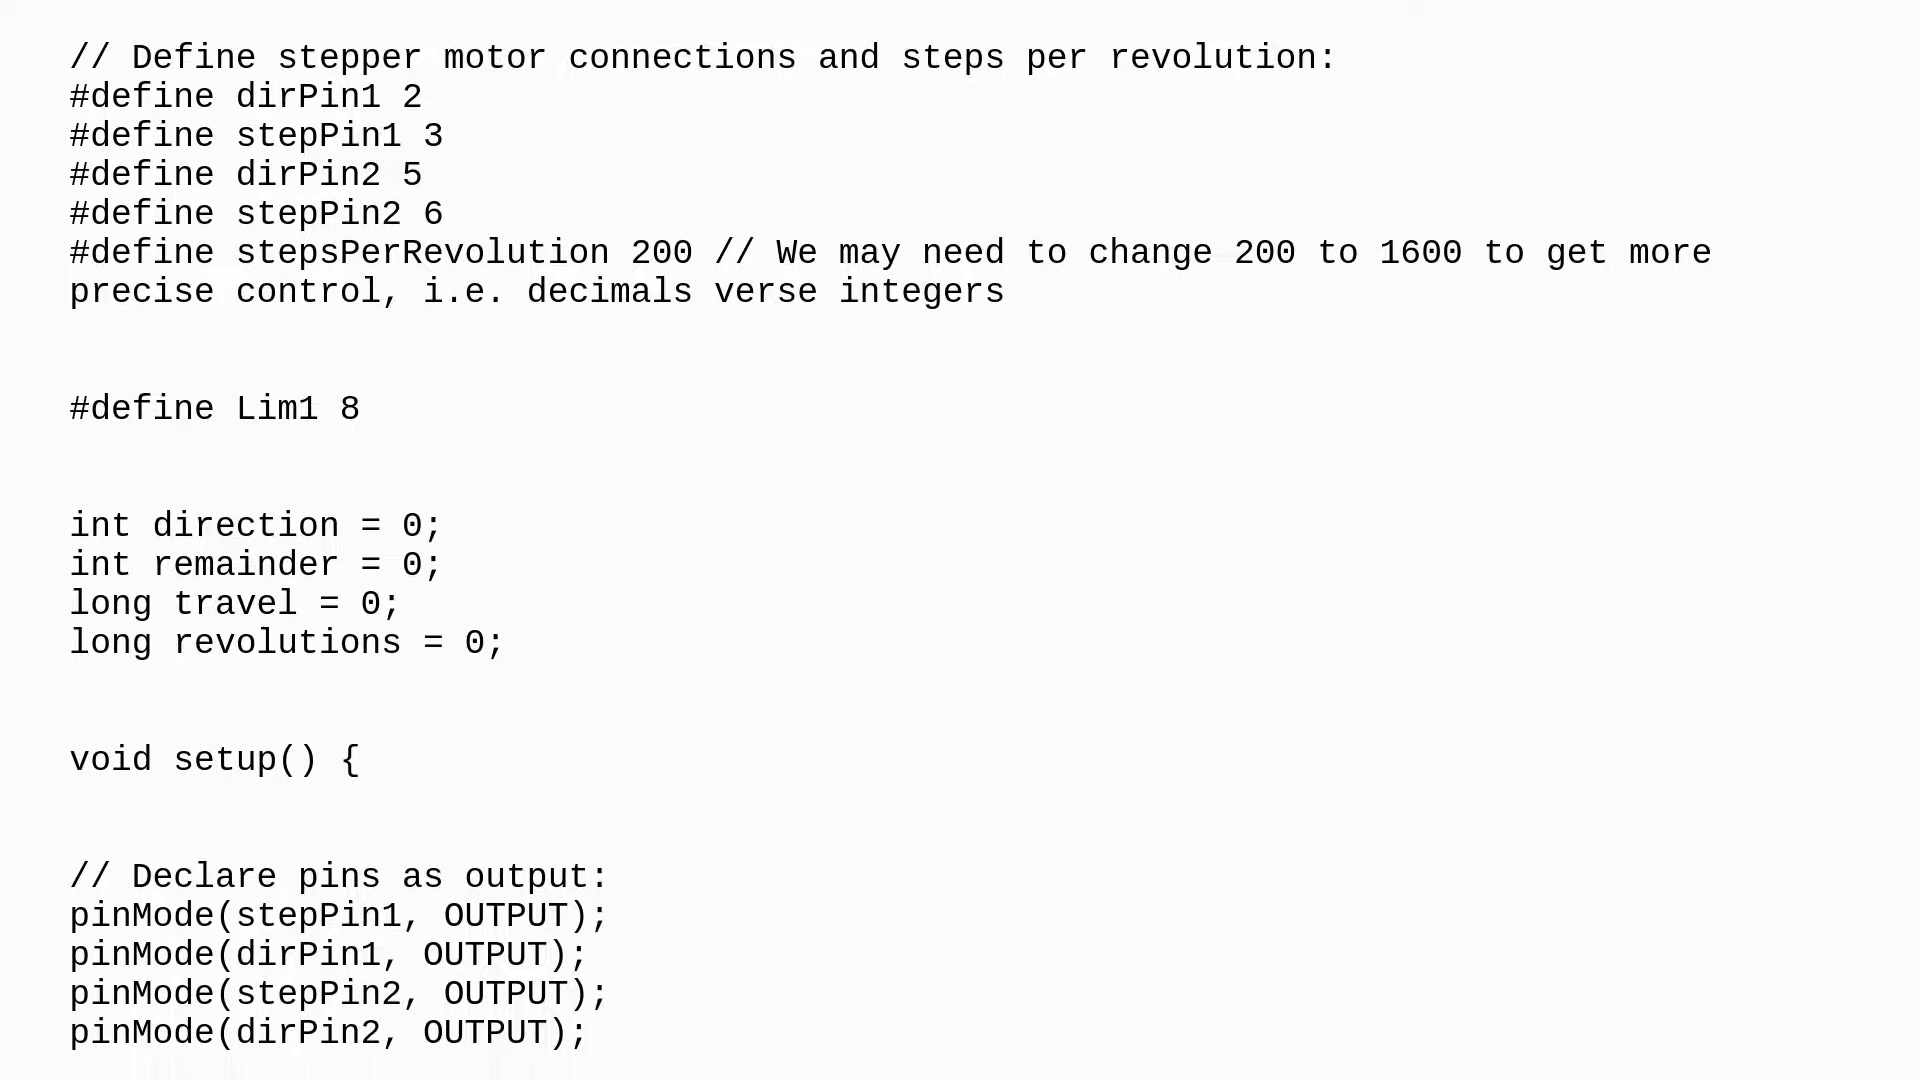 // Define stepper motor connections and steps per revolution:
#define dirPin1 2
#define stepPin1 3
#define dirPin2 5
#define stepPin2 6
#define stepsPerRevolution 200 // We may need to change 200 to 1600 to get more
precise control, i.e. decimals verse integers
#define Lim1 8
int direction = 0;
int remainder = 0;
long travel = 0;
long revolutions = 0;
void setup() {
// Declare pins as output:
pinMode(stepPin1, OUTPUT);
pinMode(dirPin1, OUTPUT);
pinMode(stepPin2, OUTPUT);
pinMode(dirPin2, OUTPUT);